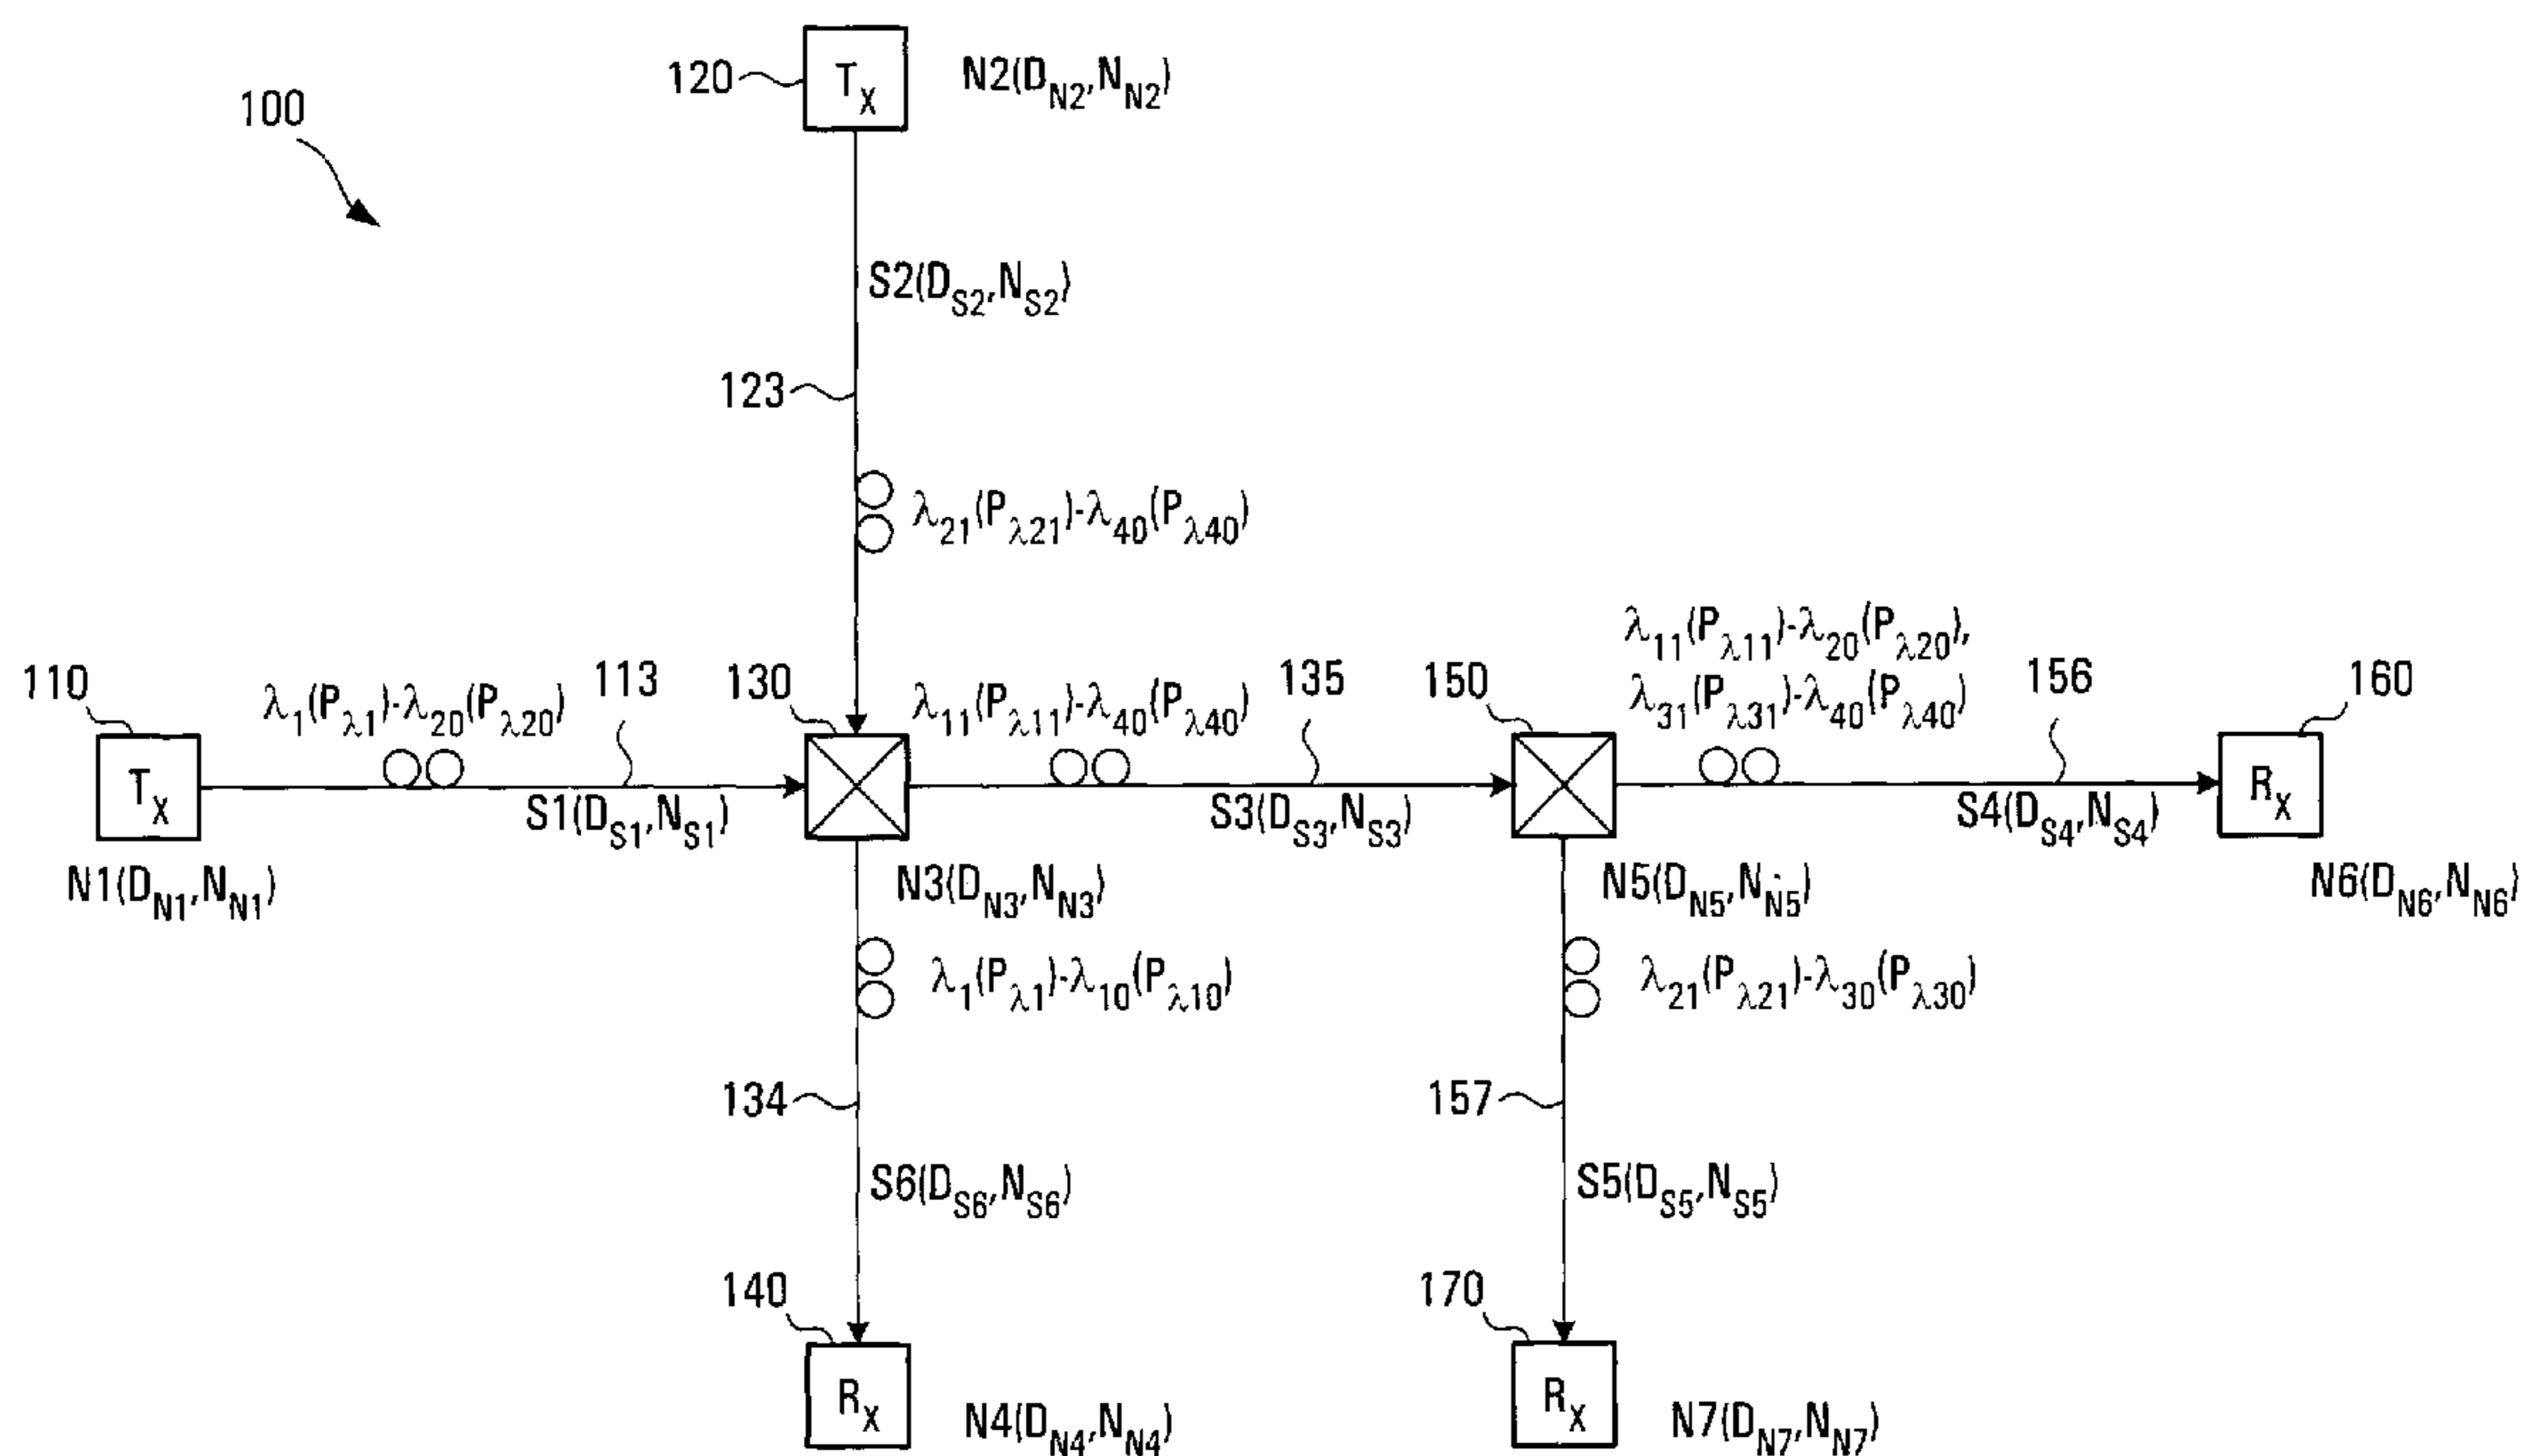 120
T_X
N2(D_N2,N_N2)
100
S2(D_S2,N_S2)
123
λ_21(P_λ21)-λ_40(P_λ40)
λ_11(P_λ11)-λ_20(P_λ20),
λ_31(P_λ31)-λ_40(P_λ40)
110
λ_1(P_λ1)-λ_20(P_λ20)
113
130
λ_11(P_λ11)-λ_40(P_λ40)
135
150
156
160
T_X
R_X
S1(D_S1,N_S1)
S3(D_S3,N_S3)
S4(D_S4,N_S4)
N1(D_N1,N_N1)
N3(D_N3,N_N3)
N5(D_N5,N_N5)
N6(D_N6,N_N6)
λ_1(P_λ1)-λ_10(P_λ10)
λ_21(P_λ21)-λ_30(P_λ30)
134
157
S6(D_S6,N_S6)
S5(D_S5,N_S5)
140
170
R_X
N4(D_N4,N_N4)
R_X
N7(D_N7,N_N7)